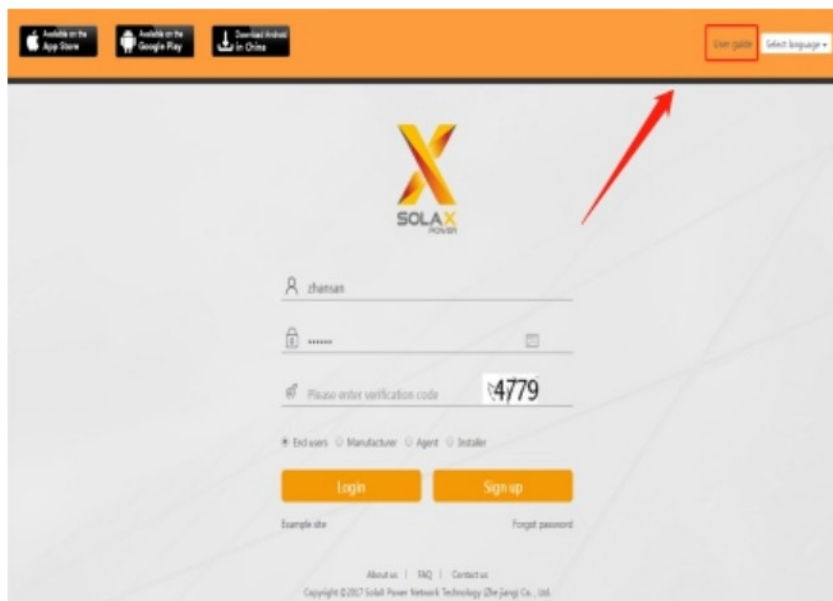 Available on the
App Store
Available on the
Google Play
Download Android
in China
User guide
Select language
SOLAX
POWER
zhansan
Please enter verification code
4779
End users Manufacturer Agent Installer
Login
Sign up
Example site
Forgot password
About us | FAQ | Contact us
Copyright ©2017 SolaX Power Network Technology (Zhe jiang) Co., Ltd.